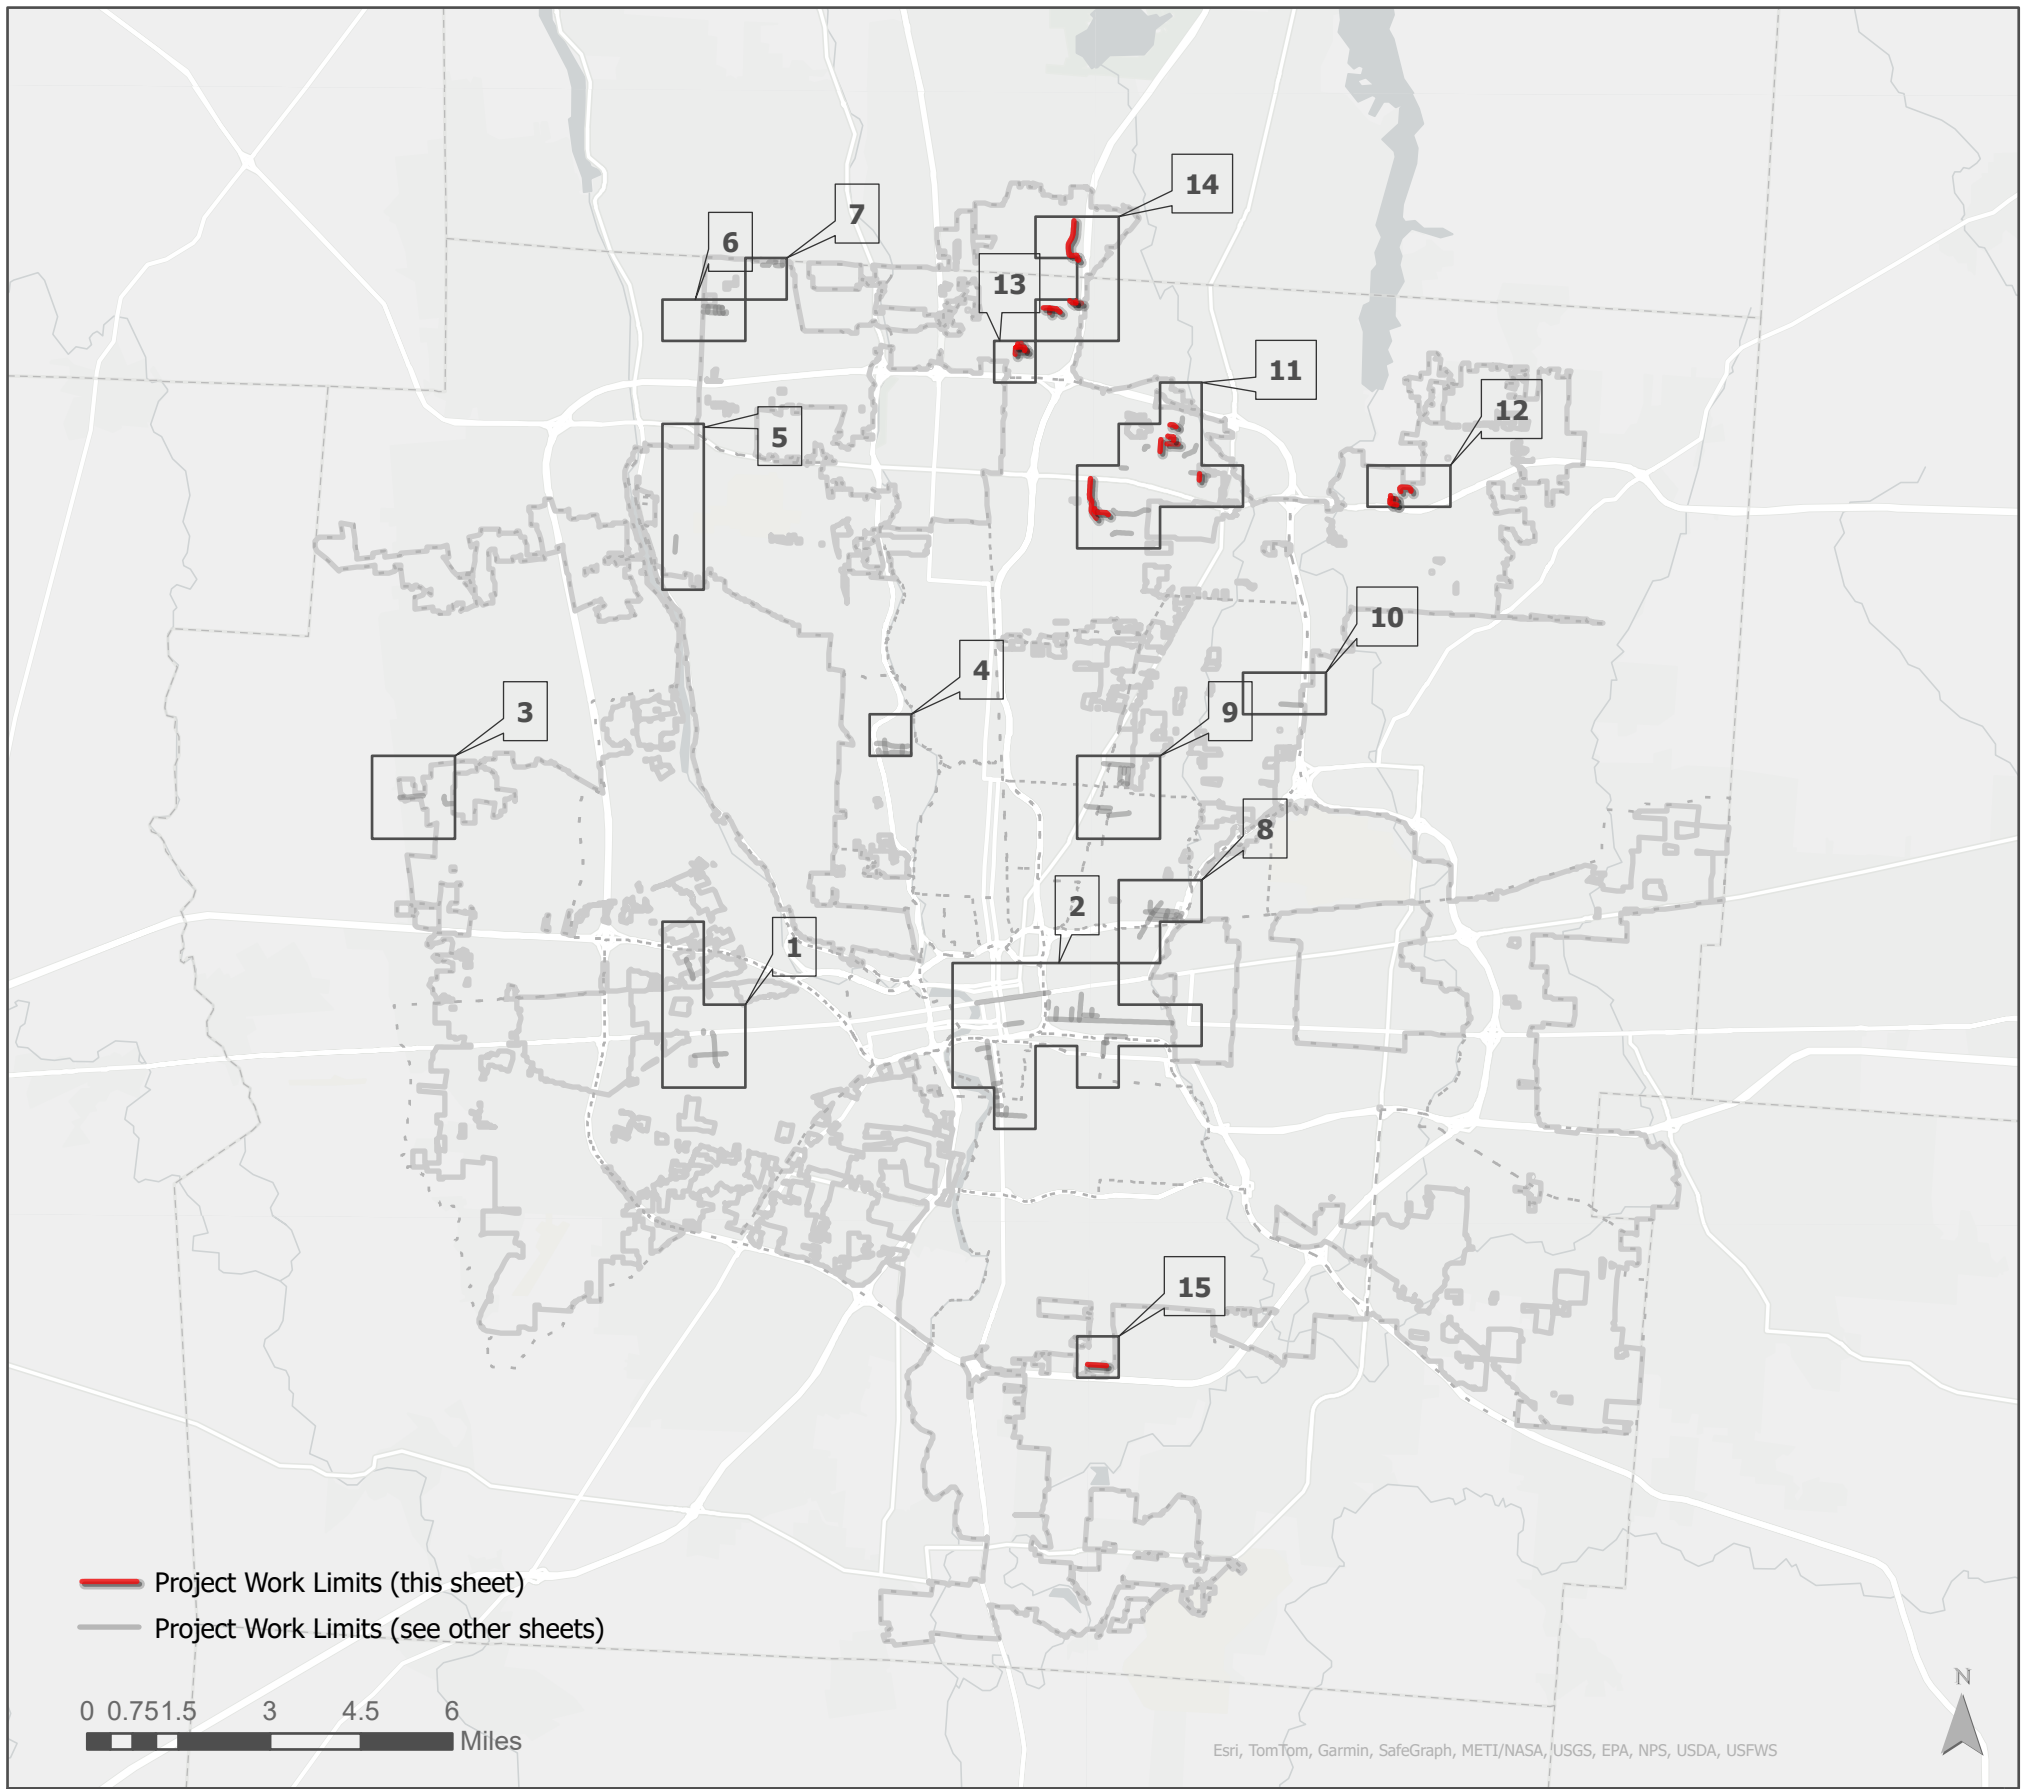 14
7
6
13
11
12
5
10
4
3
9
8
2
1
15
Project Work Limits (this sheet)
Project Work Limits (see other sheets)
0 0.75 1.5 3 4.5 6
Miles
N
Esri, TomTom, Garmin, SafeGraph, METI/NASA, USGS, EPA, NPS, USDA, USFWS